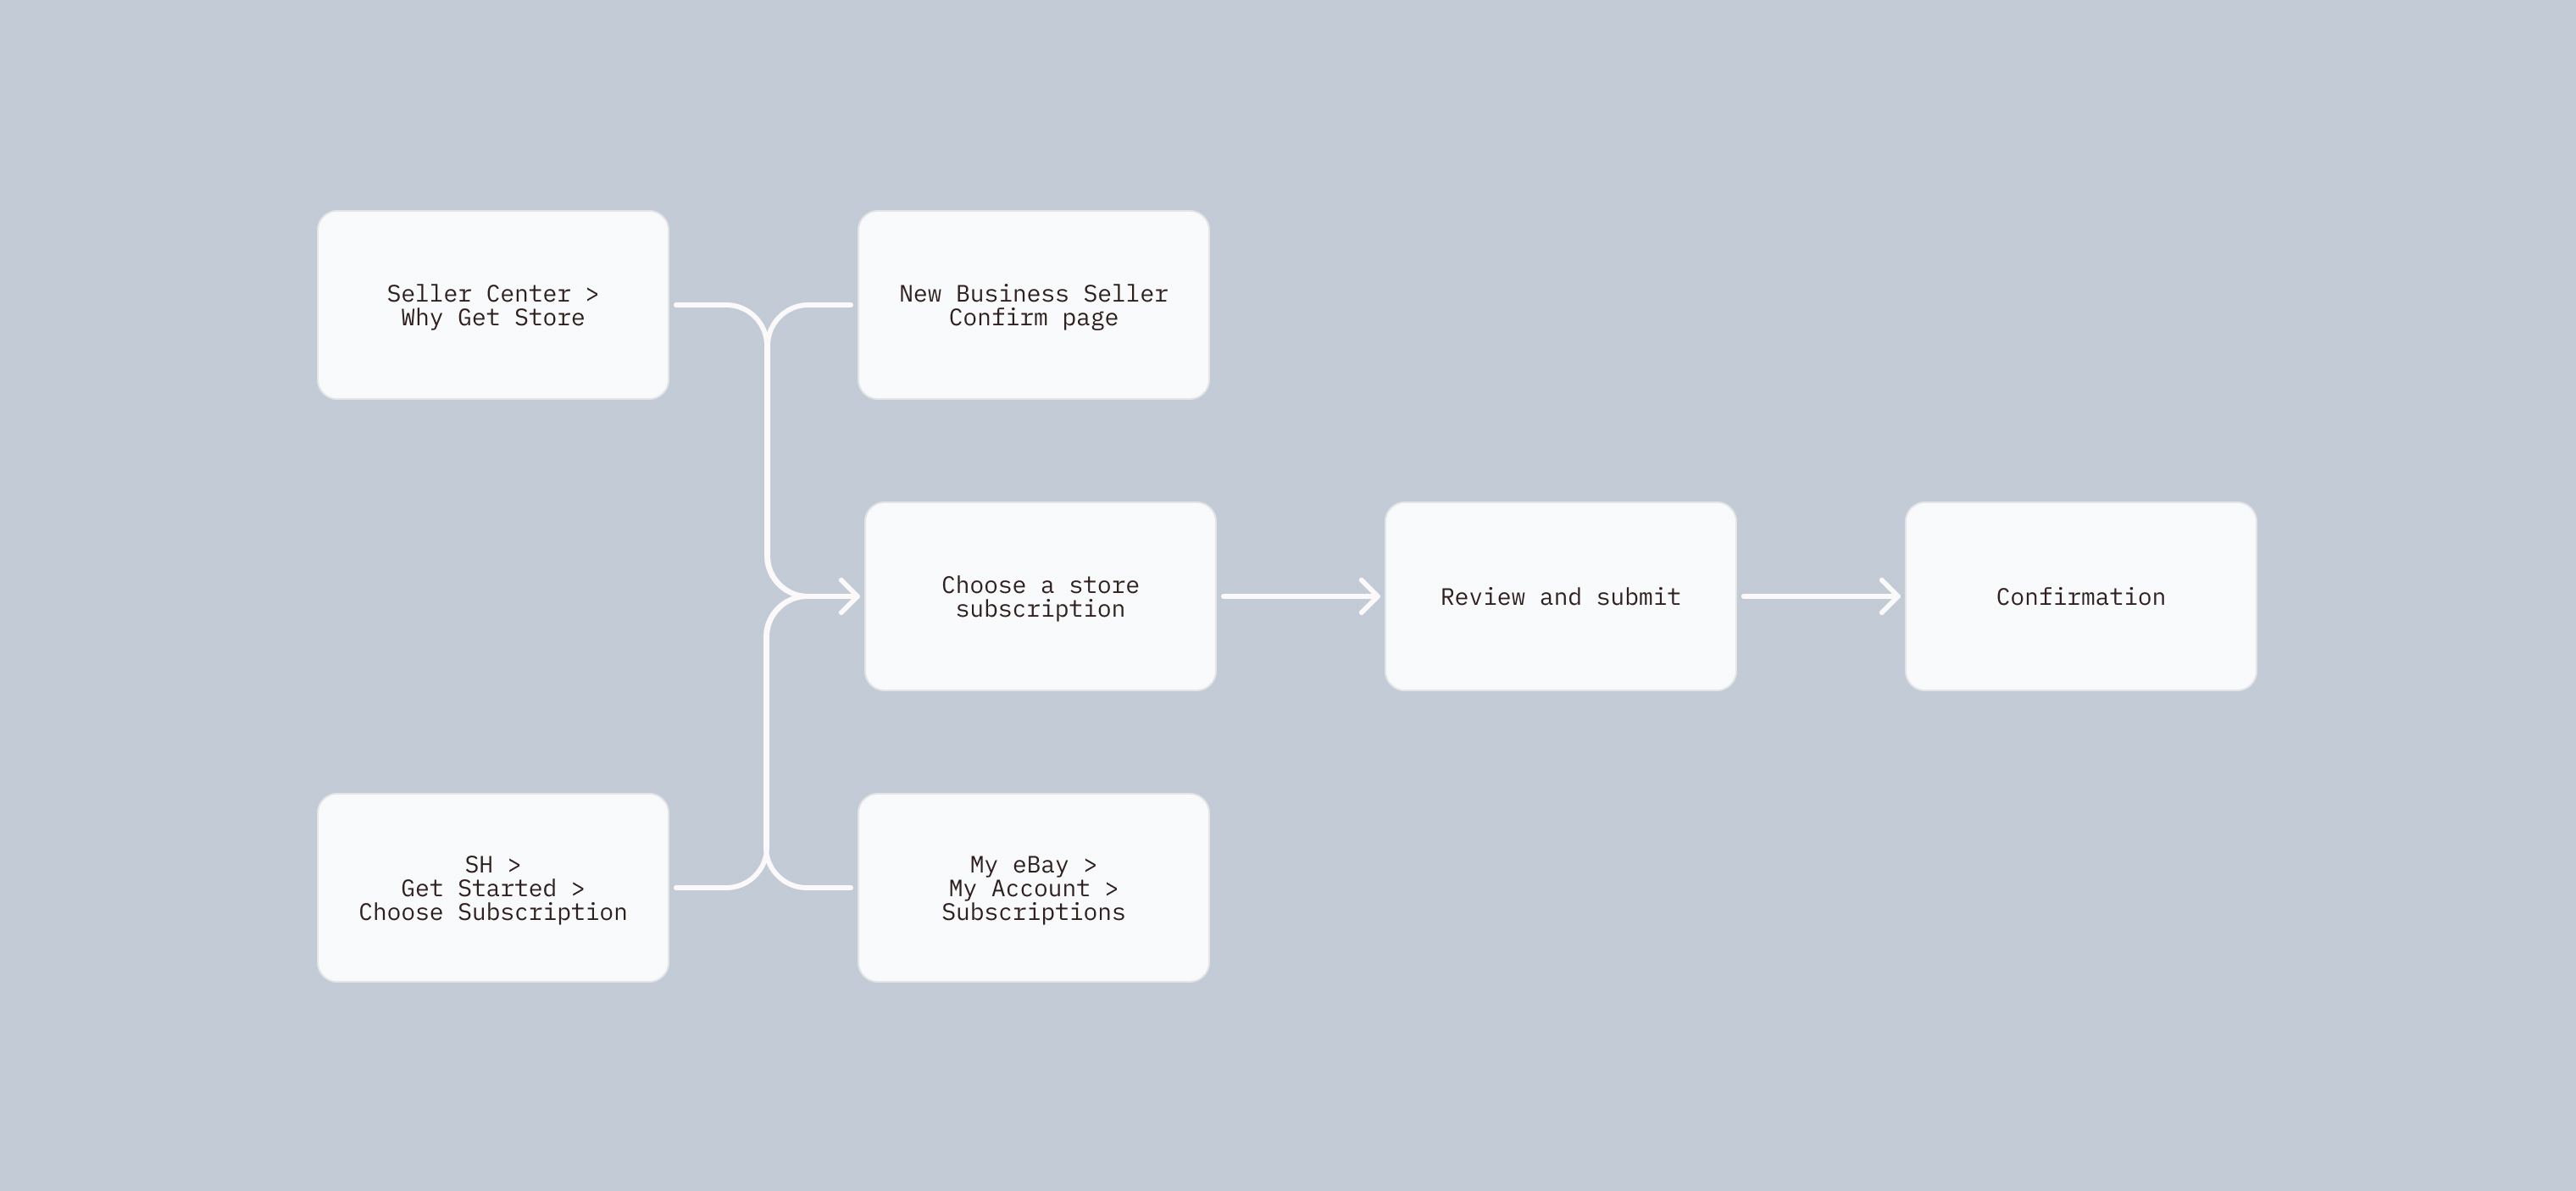 Seller Center >
Why Get Store
New Business Seller
Confirm page
Choose a store
subscription
Review and submit
Confirmation
SH >
Get Started >
Choose Subscription
My eBay >
My Account >
Subscriptions